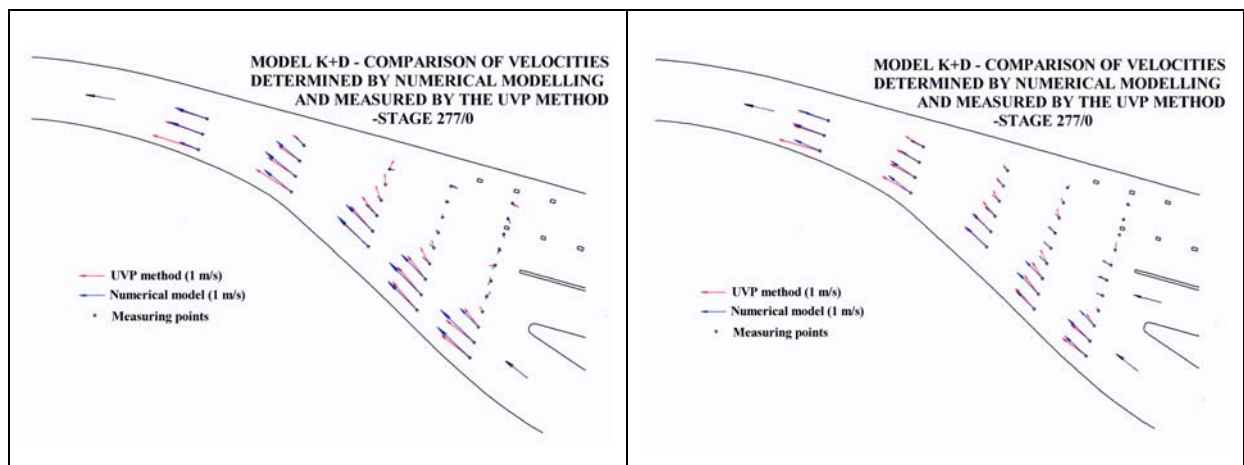 MODEL K+D - COMPARISON OF VELOCITIES
DETERMINED BY NUMERICAL MODELLING
AND MEASURED BY THE UVP METHOD
-STAGE 277/0
UVP method (1 m/s)
Numerical model (1 m/s)
Measuring points
MODEL K+D - COMPARISON OF VELOCITIES
DETERMINED BY NUMERICAL MODELLING
AND MEASURED BY THE UVP METHOD
-STAGE 277/0
UVP method (1 m/s)
Numerical model (1 m/s)
Measuring points